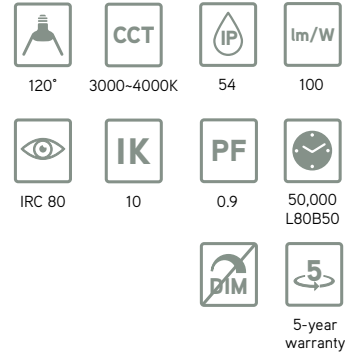 CCT
IP
lm/W
120°
3000~4000K
54
100
IK
PF
IRC 80
10
0.9
50,000
L80B50
DIM
5
5-year
warranty